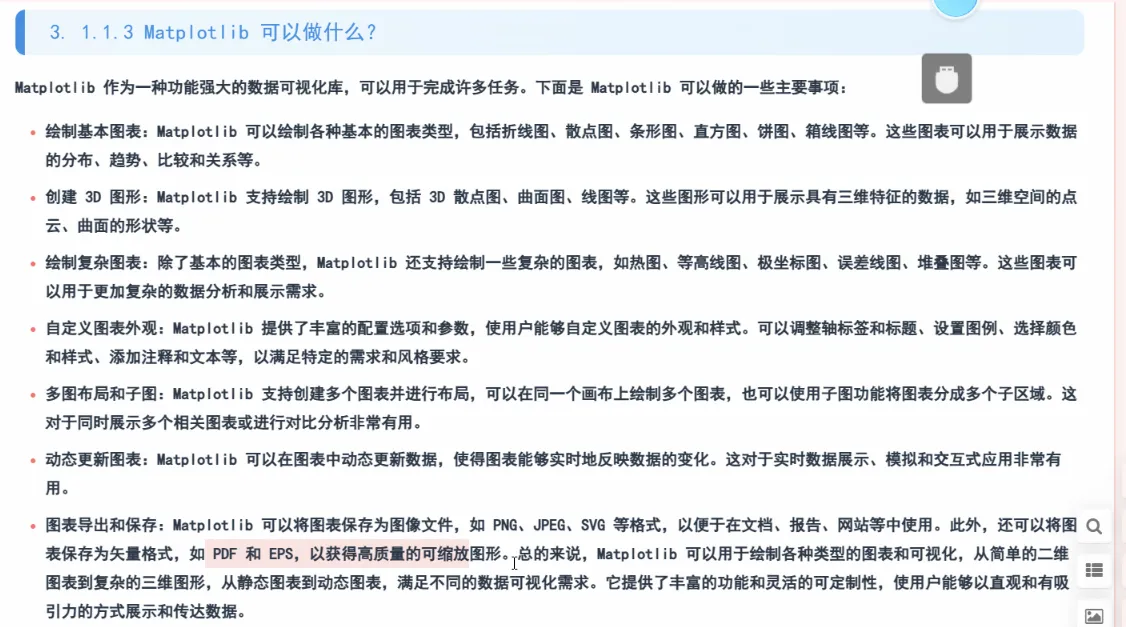 3. 1.1.3 Matplotlib 可以做什么？
Matplotlib 作为一种功能强大的数据可视化库，可以用于完成许多任务。下面是 Matplotlib 可以做的一些主要事项：
• 绘制基本图表：Matplotlib 可以绘制各种基本的图表类型，包括折线图、散点图、条形图、直方图、饼图、箱线图等。这些图表可以用于展示数据
的分布、趋势、比较和关系等。
• 创建 3D 图形：Matplotlib 支持绘制 3D 图形，包括 3D 散点图、曲面图、线图等。这些图形可以用于展示具有三维特征的数据，如三维空间的点
云、曲面的形状等。
• 绘制复杂图表：除了基本的图表类型，Matplotlib 还支持绘制一些复杂的图表，如热图、等高线图、极坐标图、误差线图、堆叠图等。这些图表可
以用于更加复杂的数据分析和展示需求。
• 自定义图表外观：Matplotlib 提供了丰富的配置选项和参数，使用户能够自定义图表的外观和样式。可以调整轴标签和标题、设置图例、选择颜色
和样式、添加注释和文本等，以满足特定的需求和风格要求。
• 多图布局和子图：Matplotlib 支持创建多个图表并进行布局，可以在同一个画布上绘制多个图表，也可以使用子图功能将图表分成多个子区域。这
对于同时展示多个相关图表或进行对比分析非常有用。
• 动态更新图表：Matplotlib 可以在图表中动态更新数据，使得图表能够实时地反映数据的变化。这对于实时数据展示、模拟和交互式应用非常有
用。
• 图表导出和保存：Matplotlib 可以将图表保存为图像文件，如 PNG、JPEG、SVG 等格式，以便于在文档、报告、网站等中使用。此外，还可以将图
表保存为矢量格式，如 PDF 和 EPS，以获得高质量的可缩放图形。总的来说，Matplotlib 可以用于绘制各种类型的图表和可视化，从简单的二维
图表到复杂的三维图形，从静态图表到动态图表，满足不同的数据可视化需求。它提供了丰富的功能和灵活的可定制性，使用户能够以直观和有吸
引力的方式展示和传达数据。